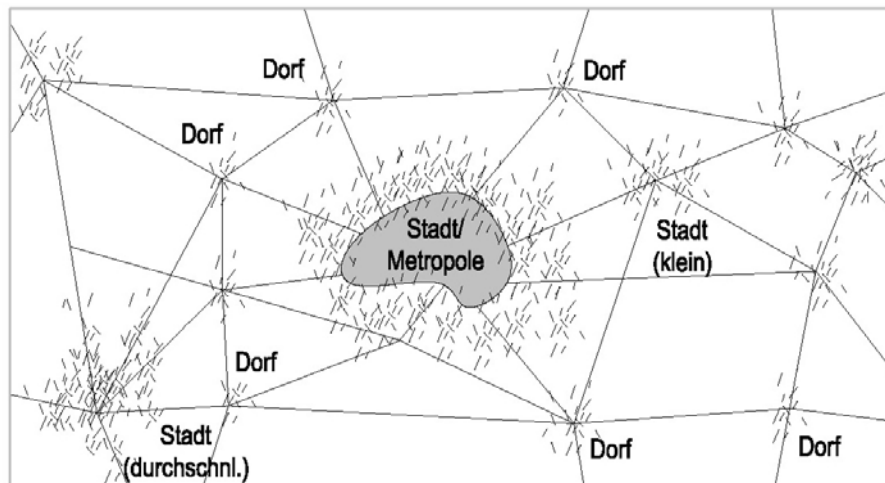 Dorf
Dorf
Dorf
Stadt/
Metropole
Stadt
(klein)
Dorf
Stadt
(durchschnl.)
Dorf
Dorf